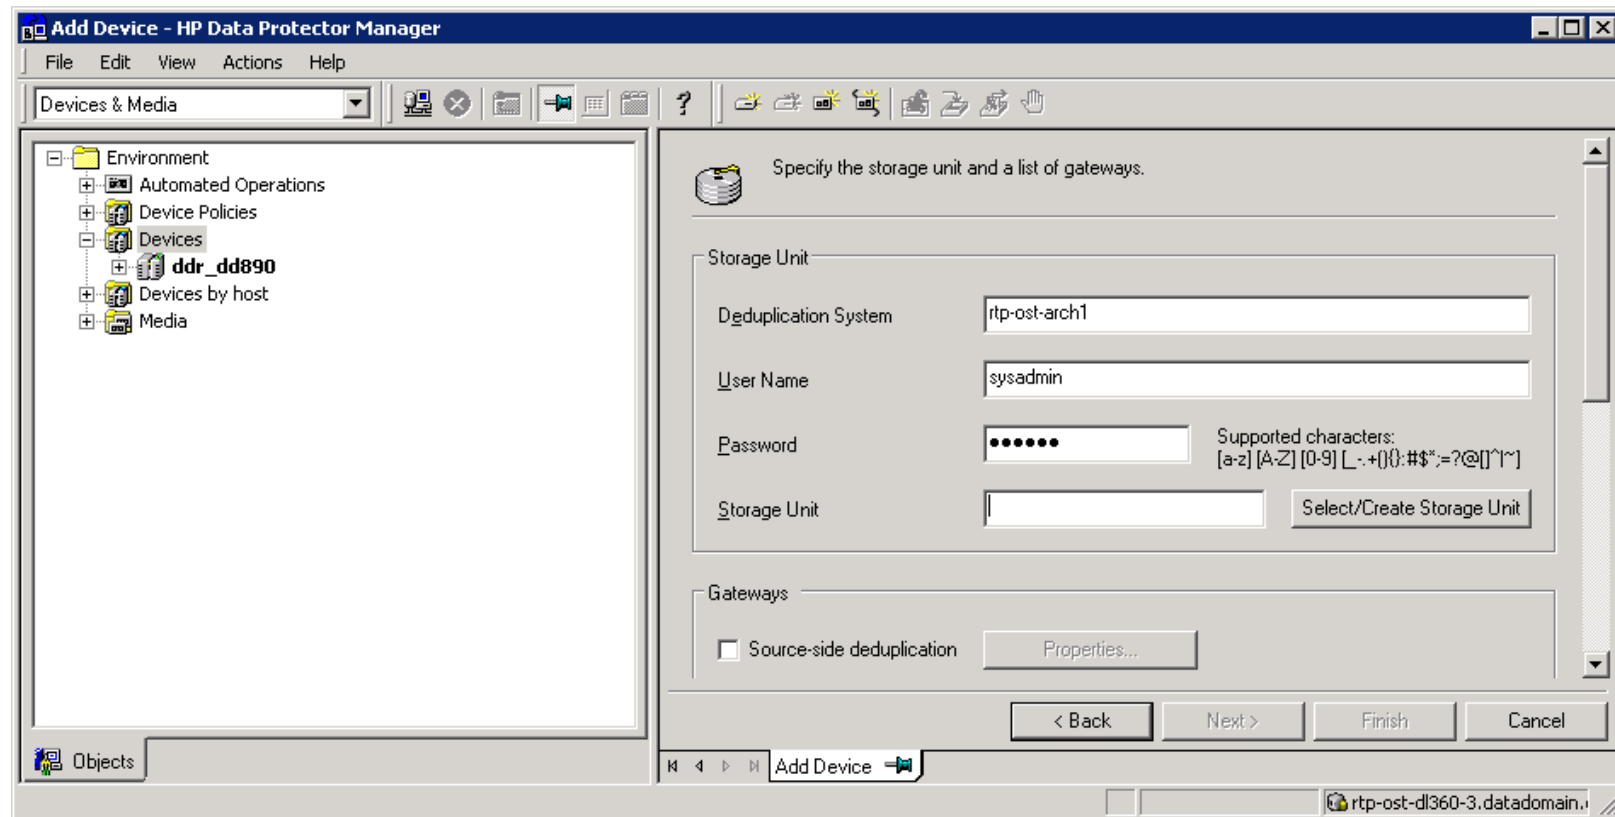 Add Device - HP Data Protector Manager
File Edit View Actions Help
Devices & Media
Environment
Automated Operations
Device Policies
Devices
ddr_dd890
Devices by host
Media
Objects
Specify the storage unit and a list of gateways.
Storage Unit
Deduplication System rtp-ost-arch1
User Name sysadmin
Password ●●●●●● Supported characters:
[a-z] [A-Z] [0-9] [_-.+(){}:#$*;=?@[]^|~]
Storage Unit Select/Create Storage Unit
Gateways
Source-side deduplication Properties...
< Back Next > Finish Cancel
Add Device
rtp-ost-dl360-3.datadomain.